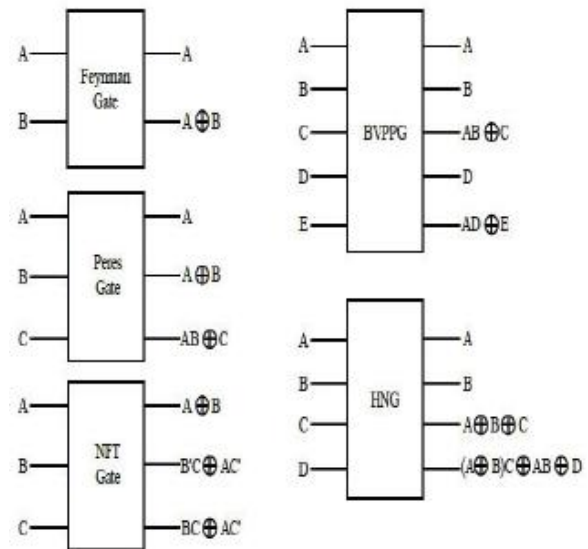 A A
Feynman
Gate
B A⊕B
A A
Peres
B A⊕B
Gate
C AB⊕C
A A⊕B
NFT
B B'C⊕AC'
Gate
C BC⊕AC'
A A
B B
C BVPPG AB⊕C
D D
E AD⊕E
A A
B B
HNG
C A⊕B⊕C
D (A⊕B)C⊕AB⊕D